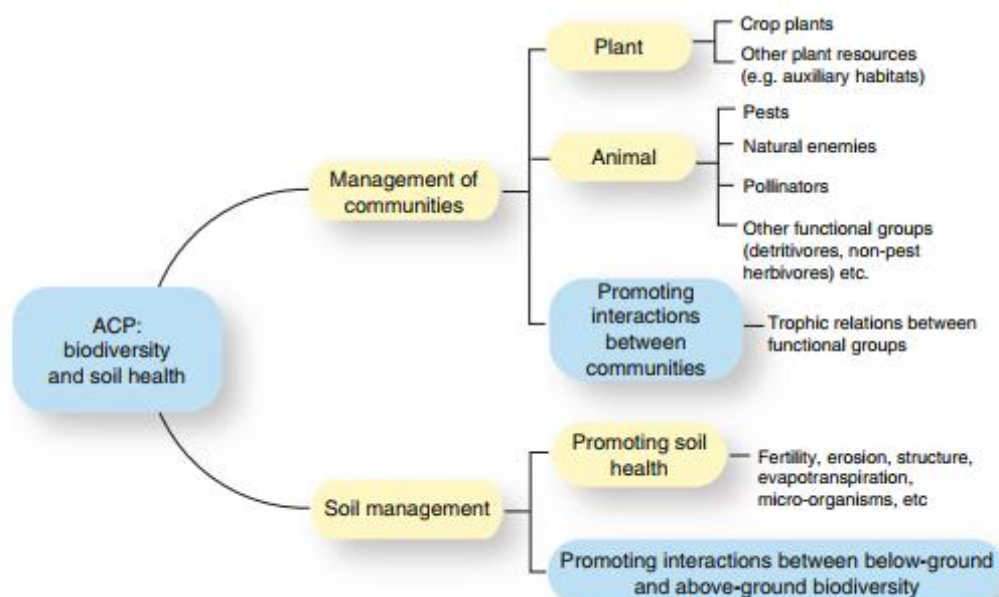 Crop plants
Plant
Other plant resources
(e.g. auxiliary habitats)
Pests
Natural enemies
Animal
Pollinators
Management of
communities
Other functional groups
(detritivores, non-pest
herbivores) etc.
Promoting
interactions
between
communities
Trophic relations between
functional groups
ACP:
biodiversity
and soil health
Promoting soil
health
Fertility, erosion, structure,
evapotranspiration,
micro-organisms, etc
Soil management
Promoting interactions between below-ground
and above-ground biodiversity